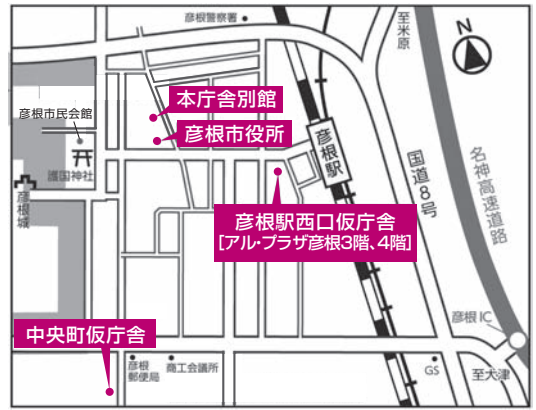 彦根警察署
至米原
N
本庁舎別館
彦根市民会館
彦根市役所
護国神社
彦根駅
国道8号
名神高速道路
彦根城
彦根駅西口仮庁舎
[アル・プラザ彦根3階、4階]
彦根IC
中央町仮庁舎
彦根
郵便局
商工会議所
GS
至大津